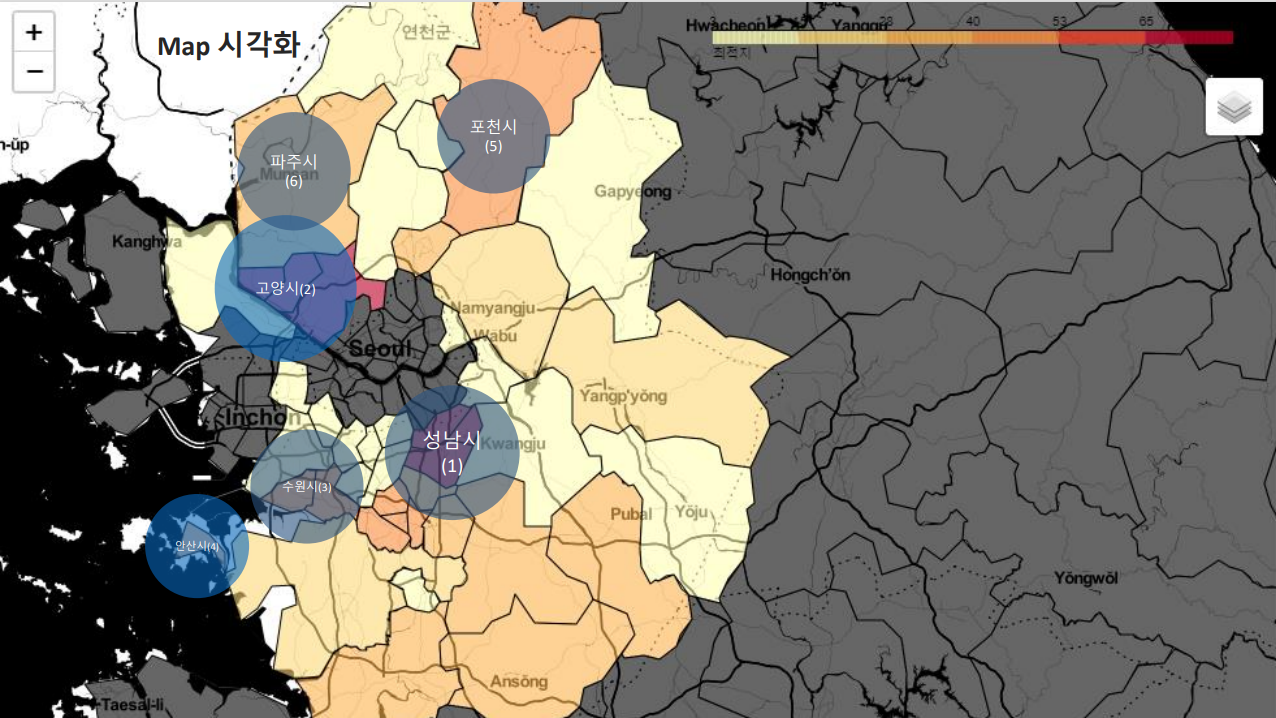 +
−
Map 시각화
연천군
Hwacheon
Yanggu
28
40
53
65
최적지
n-ŭp
포천시
(5)
파주시
(6)
Munsan
Gapyeong
Kanghwa
Hongch'ŏn
고양시(2)
Namyangju
Wabu
Seoul
Yangp'yŏng
Inchon
성남시
(1)
Kwangju
수원시(3)
Pubal
Yŏju
안산시(4)
Yŏngwŏl
Ansŏng
Taesal-li